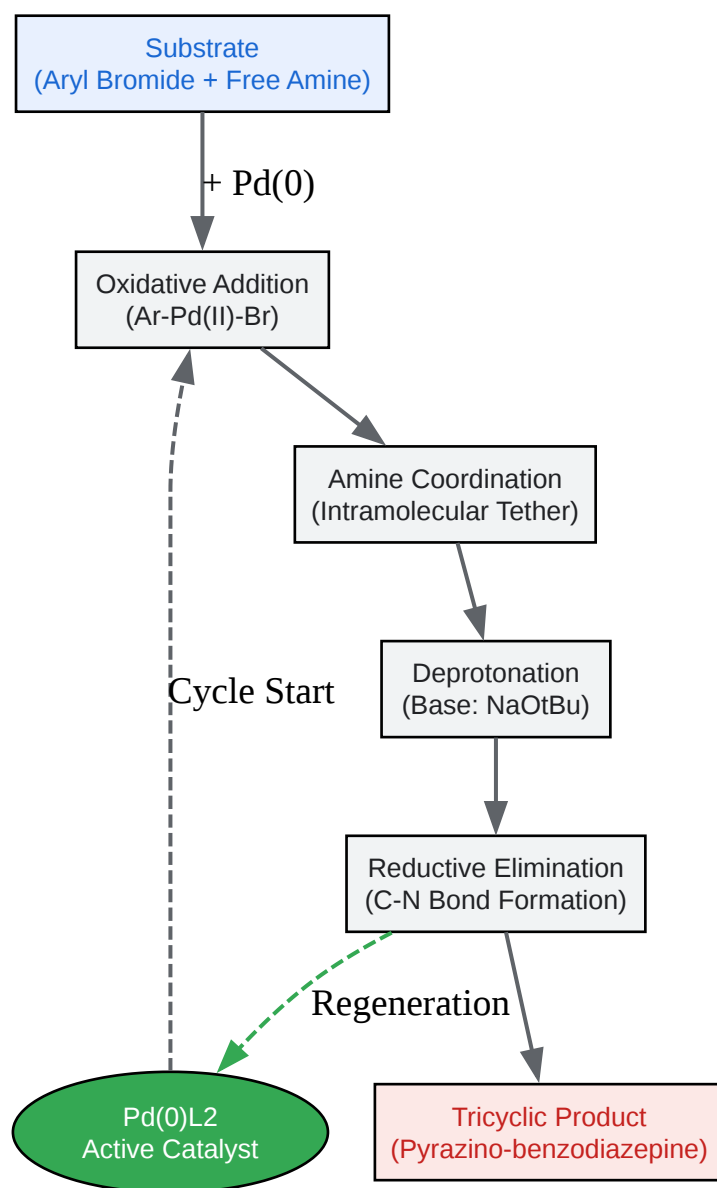 Substrate
(Aryl Bromide + Free Amine)
+ Pd(0)
Oxidative Addition
(Ar-Pd(II)-Br)
Amine Coordination
(Intramolecular Tether)
Cycle Start
Deprotonation
(Base: NaOtBu)
Reductive Elimination
(C-N Bond Formation)
Regeneration
Pd(0)L2
Active Catalyst
Tricyclic Product
(Pyrazino-benzodiazepine)